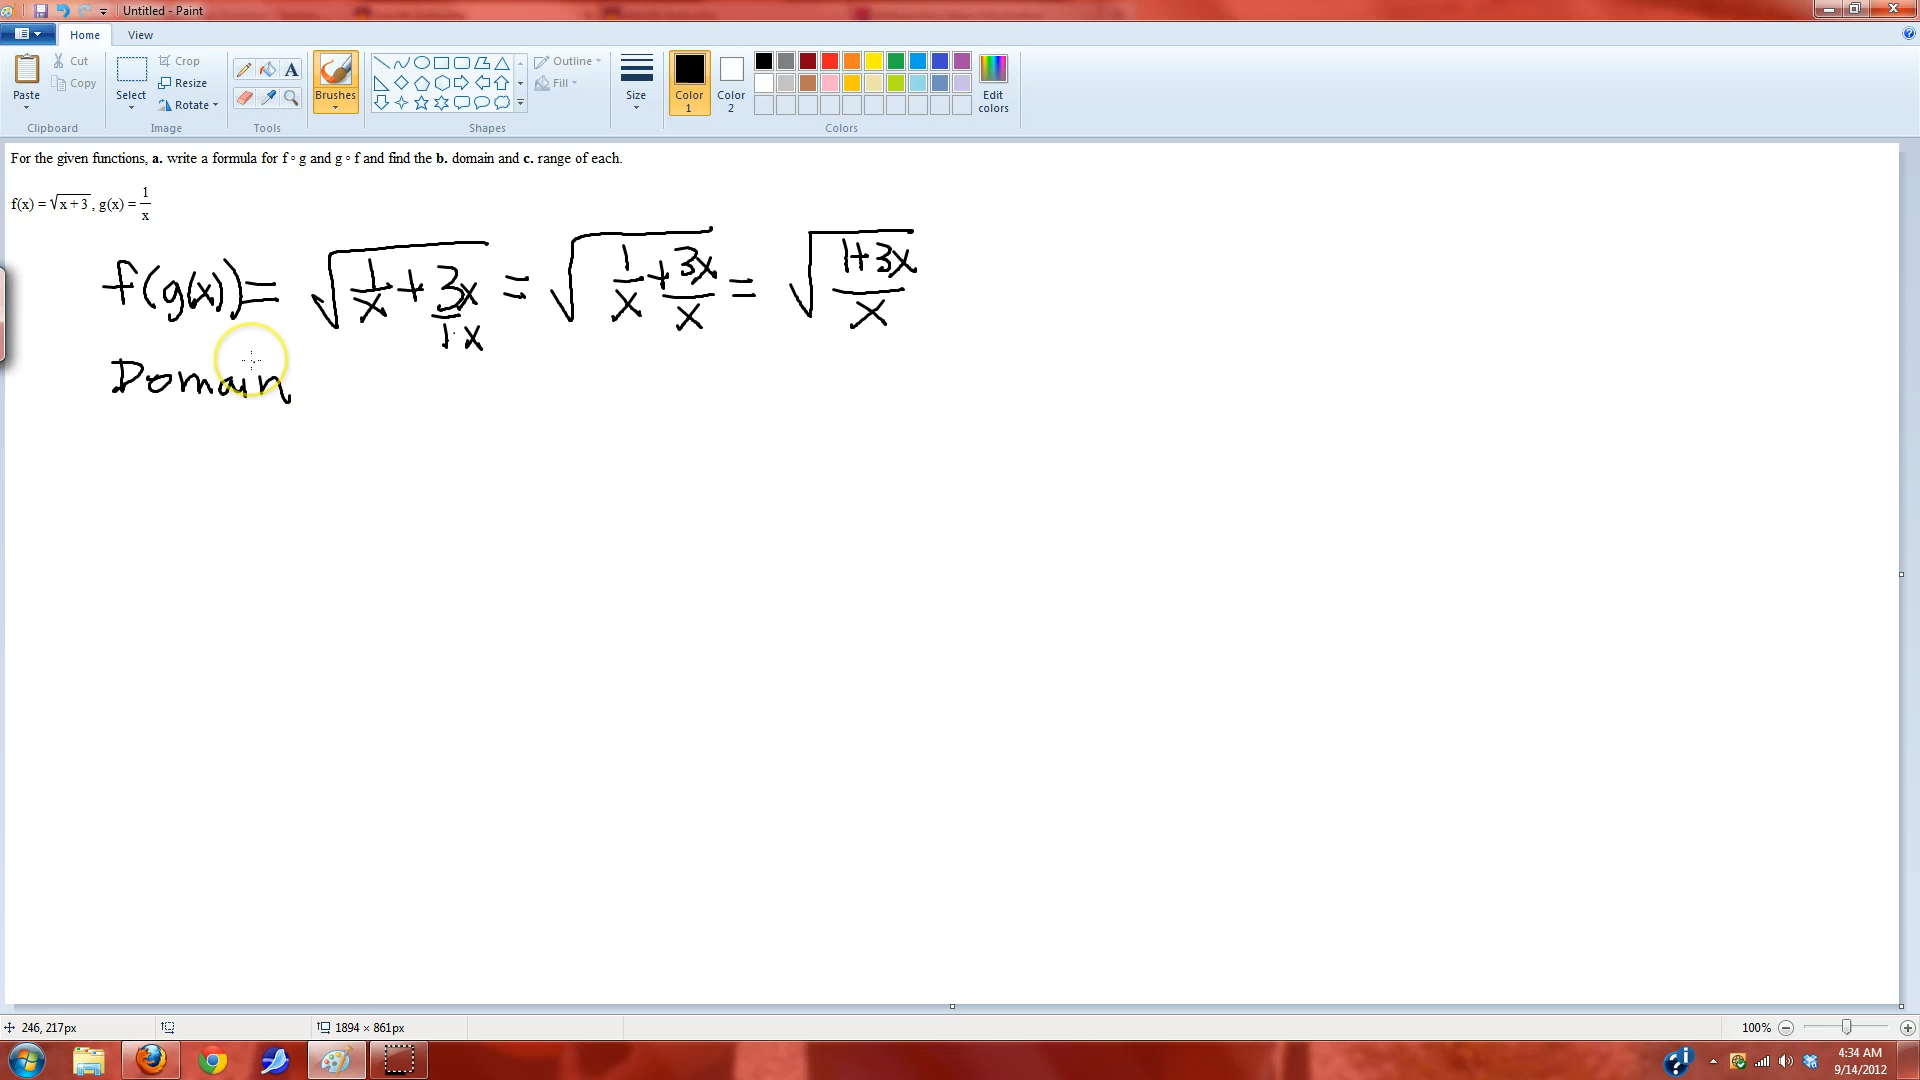 Untitled - Paint
Home View
Paste
Cut
Copy
Clipboard
Select
Crop
Resize
Rotate
Image
Tools
Brushes
Shapes
Outline
Fill
Size
Color 1
Color 2
Colors
Edit colors
For the given functions, a. write a formula for f ∘ g and g ∘ f and find the b. domain and c. range of each.
f(x) = √(x + 3) , g(x) = 1/x
f(g(x)) = √(1/x + 3x/1·x) = √(1/x + 3x/x) = √((1+3x)/x)
Domain
246, 217px
1894 × 861px
100%
4:34 AM
9/14/2012